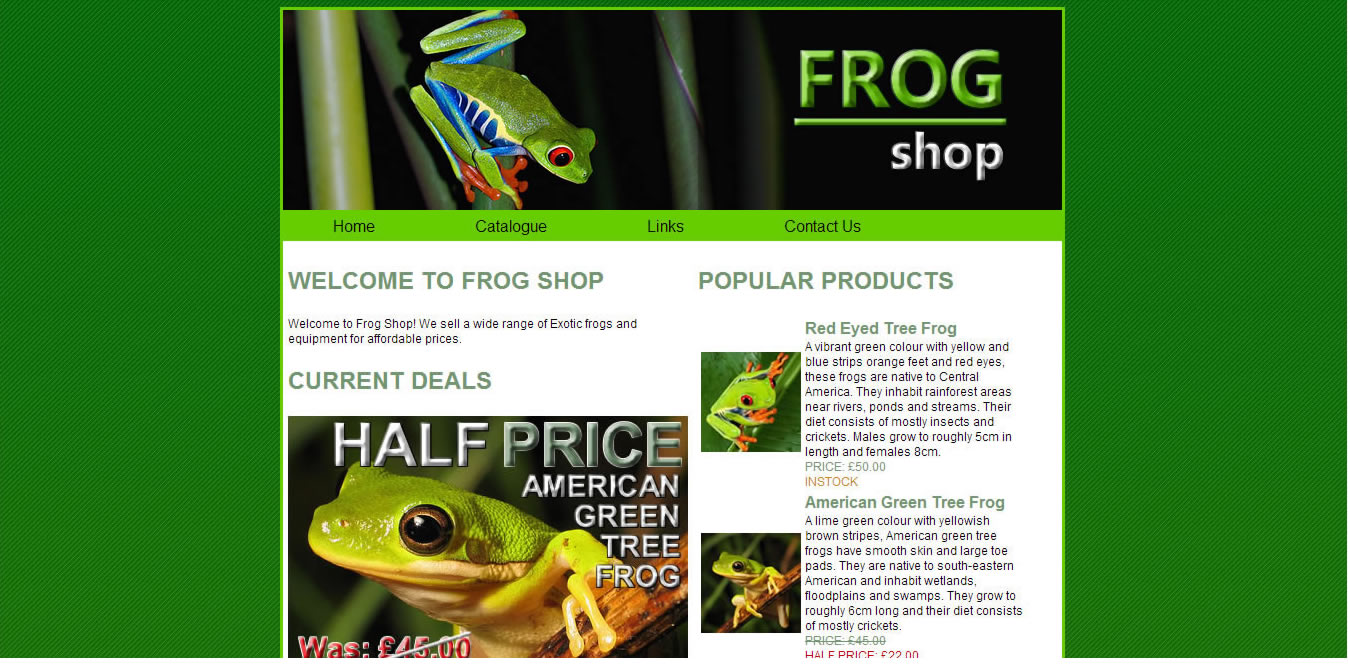 FROG
shop
Home Catalogue Links Contact Us
WELCOME TO FROG SHOP
Welcome to Frog Shop! We sell a wide range of Exotic frogs and
equipment for affordable prices.
CURRENT DEALS
HALF PRICE
AMERICAN
GREEN
TREE
FROG
Was: £45.00
POPULAR PRODUCTS
Red Eyed Tree Frog
A vibrant green colour with yellow and
blue strips orange feet and red eyes,
these frogs are native to Central
America. They inhabit rainforest areas
near rivers, ponds and streams. Their
diet consists of mostly insects and
crickets. Males grow to roughly 5cm in
length and females 8cm.
PRICE: £50.00
INSTOCK
American Green Tree Frog
A lime green colour with yellowish
brown stripes, American green tree
frogs have smooth skin and large toe
pads. They are native to south-eastern
American and inhabit wetlands,
floodplains and swamps. They grow to
roughly 6cm long and their diet consists
of mostly crickets.
PRICE: £45.00
HALF PRICE: £22.00